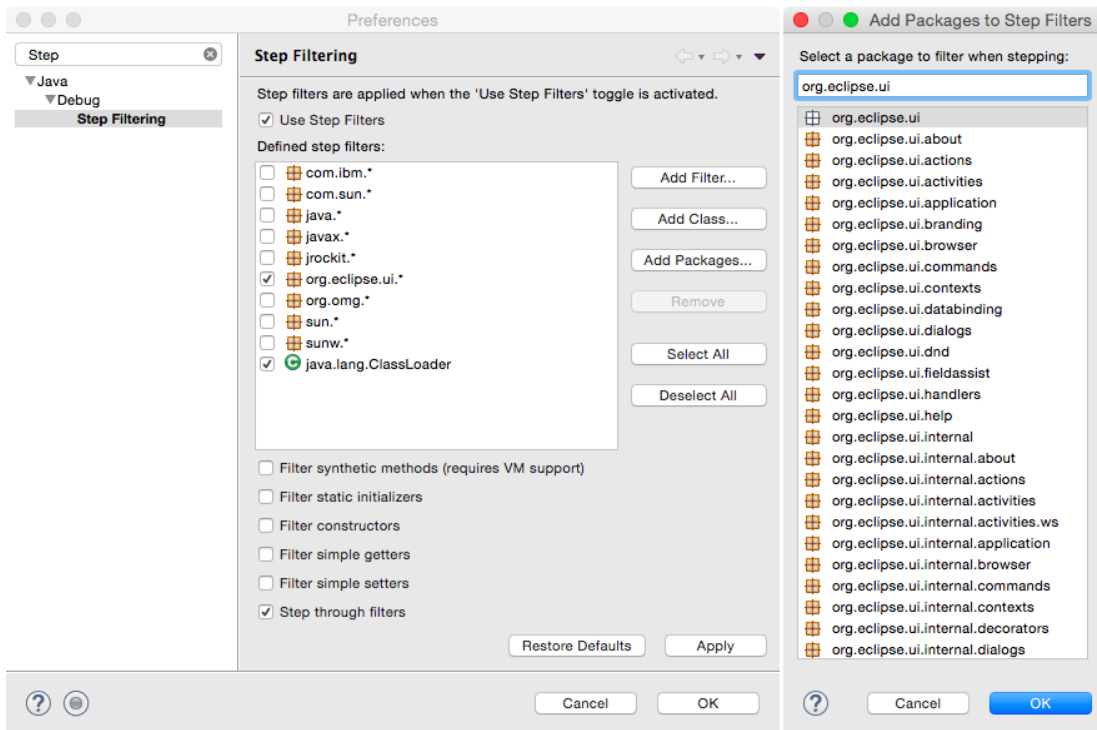 Preferences
Step
Java
Debug
Step Filtering
Step Filtering
Step filters are applied when the 'Use Step Filters' toggle is activated.
Use Step Filters
Defined step filters:
com.ibm.*
com.sun.*
java.*
javax.*
jrockit.*
org.eclipse.ui.*
org.omg.*
sun.*
sunw.*
java.lang.ClassLoader
Add Filter...
Add Class...
Add Packages...
Remove
Select All
Deselect All
Filter synthetic methods (requires VM support)
Filter static initializers
Filter constructors
Filter simple getters
Filter simple setters
Step through filters
Restore Defaults
Apply
?
Cancel
OK
Add Packages to Step Filters
Select a package to filter when stepping:
org.eclipse.ui
org.eclipse.ui
org.eclipse.ui.about
org.eclipse.ui.actions
org.eclipse.ui.activities
org.eclipse.ui.application
org.eclipse.ui.branding
org.eclipse.ui.browser
org.eclipse.ui.commands
org.eclipse.ui.contexts
org.eclipse.ui.databinding
org.eclipse.ui.dialogs
org.eclipse.ui.dnd
org.eclipse.ui.fieldassist
org.eclipse.ui.handlers
org.eclipse.ui.help
org.eclipse.ui.internal
org.eclipse.ui.internal.about
org.eclipse.ui.internal.actions
org.eclipse.ui.internal.activities
org.eclipse.ui.internal.activities.ws
org.eclipse.ui.internal.application
org.eclipse.ui.internal.browser
org.eclipse.ui.internal.commands
org.eclipse.ui.internal.contexts
org.eclipse.ui.internal.decorators
org.eclipse.ui.internal.dialogs
?
Cancel
OK